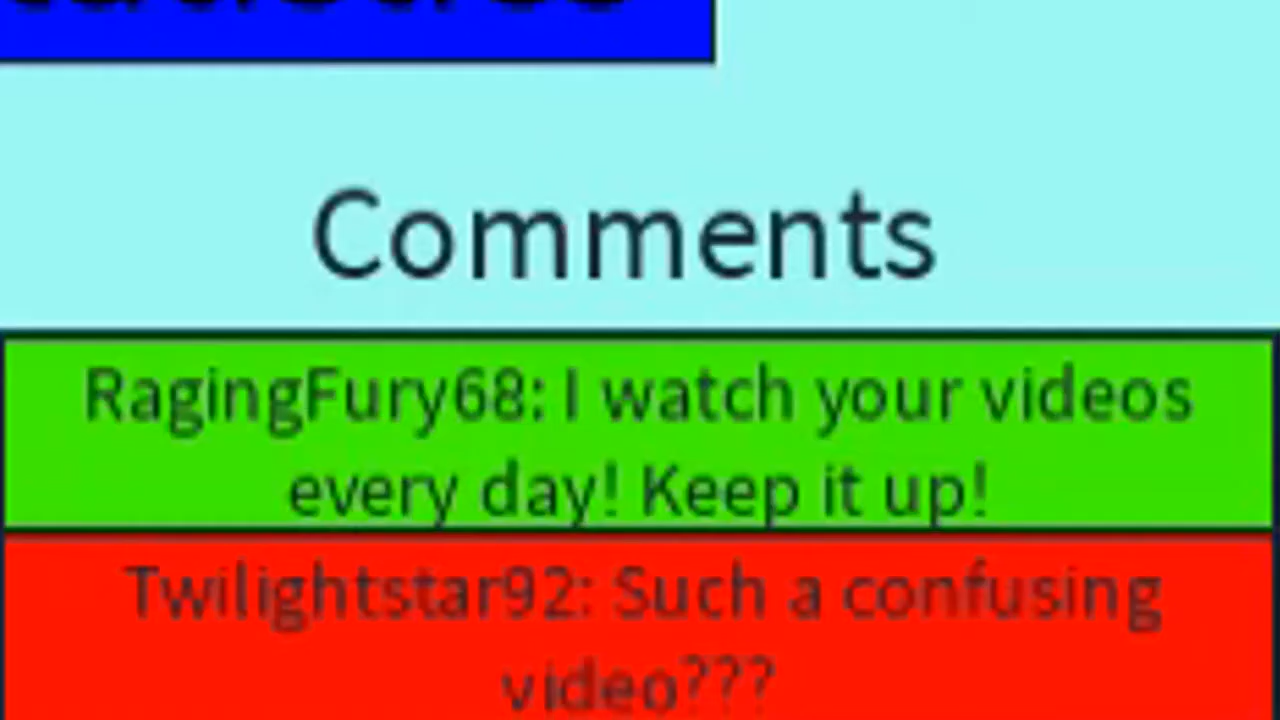 Comments
RagingFury68: I watch your videos
every day! Keep it up!
Twilightstar92: Such a confusing
video???